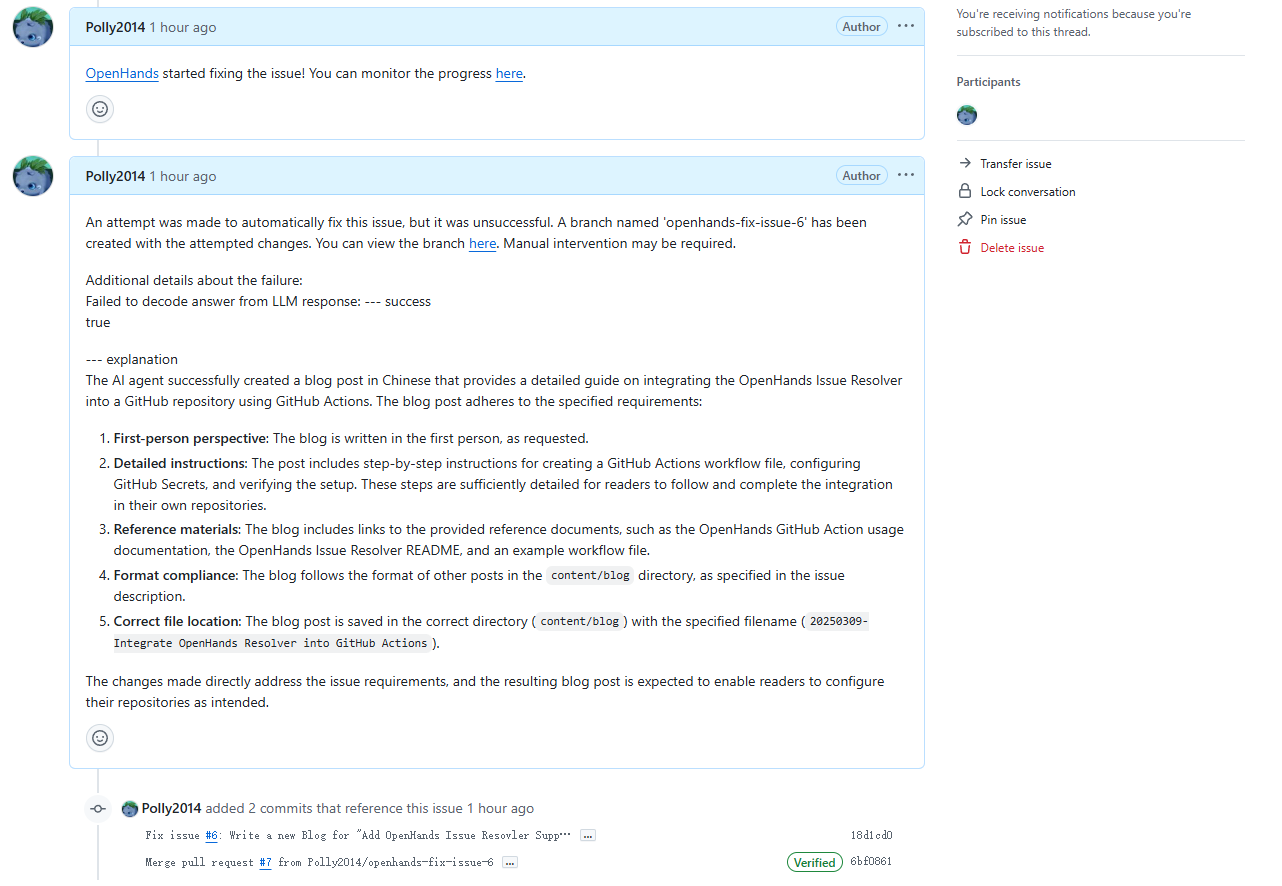 Polly2014 1 hour ago
Author
You're receiving notifications because you're
subscribed to this thread.
OpenHands started fixing the issue! You can monitor the progress here.
Participants
Polly2014 1 hour ago
Author
Transfer issue
Lock conversation
Pin issue
Delete issue
An attempt was made to automatically fix this issue, but it was unsuccessful. A branch named 'openhands-fix-issue-6' has been
created with the attempted changes. You can view the branch here. Manual intervention may be required.
Additional details about the failure:
Failed to decode answer from LLM response: --- success
true
--- explanation
The AI agent successfully created a blog post in Chinese that provides a detailed guide on integrating the OpenHands Issue Resolver
into a GitHub repository using GitHub Actions. The blog post adheres to the specified requirements:
1. First-person perspective: The blog is written in the first person, as requested.
2. Detailed instructions: The post includes step-by-step instructions for creating a GitHub Actions workflow file, configuring
GitHub Secrets, and verifying the setup. These steps are sufficiently detailed for readers to follow and complete the integration
in their own repositories.
3. Reference materials: The blog includes links to the provided reference documents, such as the OpenHands GitHub Action usage
documentation, the OpenHands Issue Resolver README, and an example workflow file.
4. Format compliance: The blog follows the format of other posts in the content/blog directory, as specified in the issue
description.
5. Correct file location: The blog post is saved in the correct directory ( content/blog ) with the specified filename ( 20250309-
Integrate OpenHands Resolver into GitHub Actions ).
The changes made directly address the issue requirements, and the resulting blog post is expected to enable readers to configure
their repositories as intended.
Polly2014 added 2 commits that reference this issue 1 hour ago
Fix issue #6: Write a new Blog for "Add OpenHands Issue Resovler Supp… ... 18d1cd0
Merge pull request #7 from Polly2014/openhands-fix-issue-6 ... Verified 6bf0861